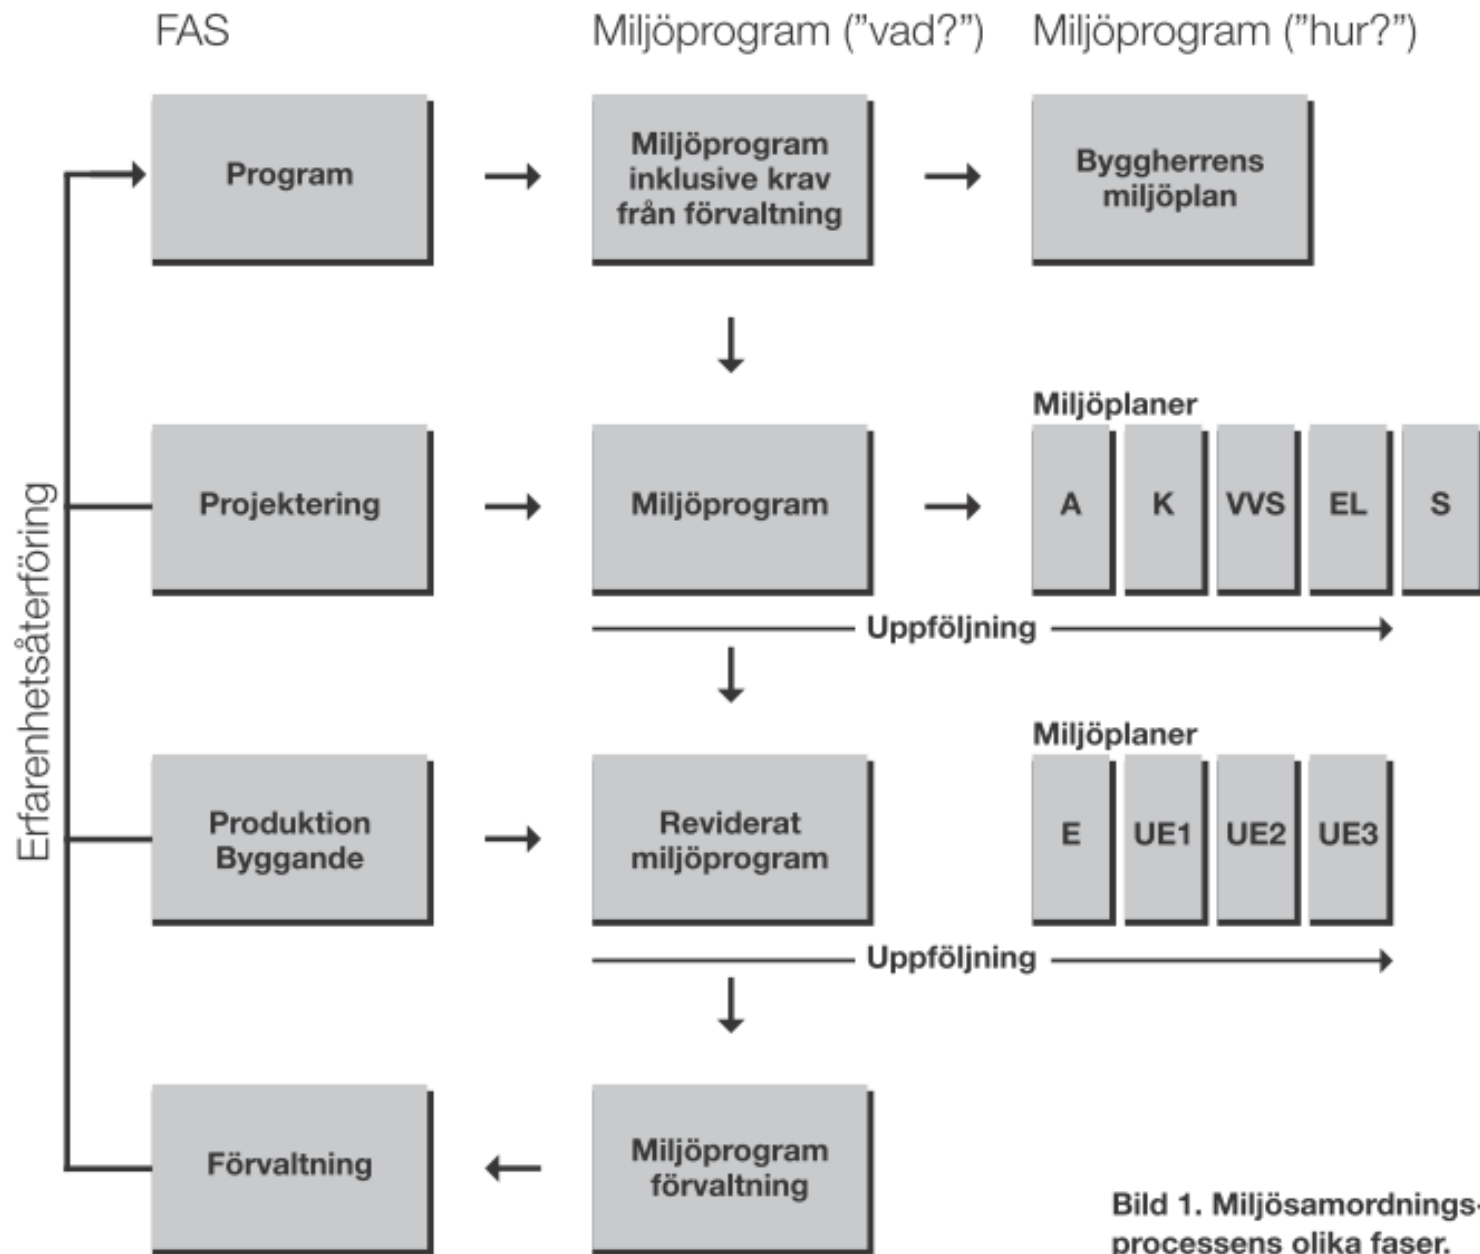 FAS
Miljöprogram ("vad?")
Miljöprogram ("hur?")
Program
Miljöprogram
inklusive krav
från förvaltning
Byggherrens
miljöplan
Erfarenhetsåterföring
Projektering
Miljöprogram
Miljöplaner
A
K
VVS
EL
S
Uppföljning
Produktion
Byggande
Reviderat
miljöprogram
Miljöplaner
E
UE1
UE2
UE3
Uppföljning
Förvaltning
Miljöprogram
förvaltning
Bild 1. Miljösamordnings-
processens olika faser.